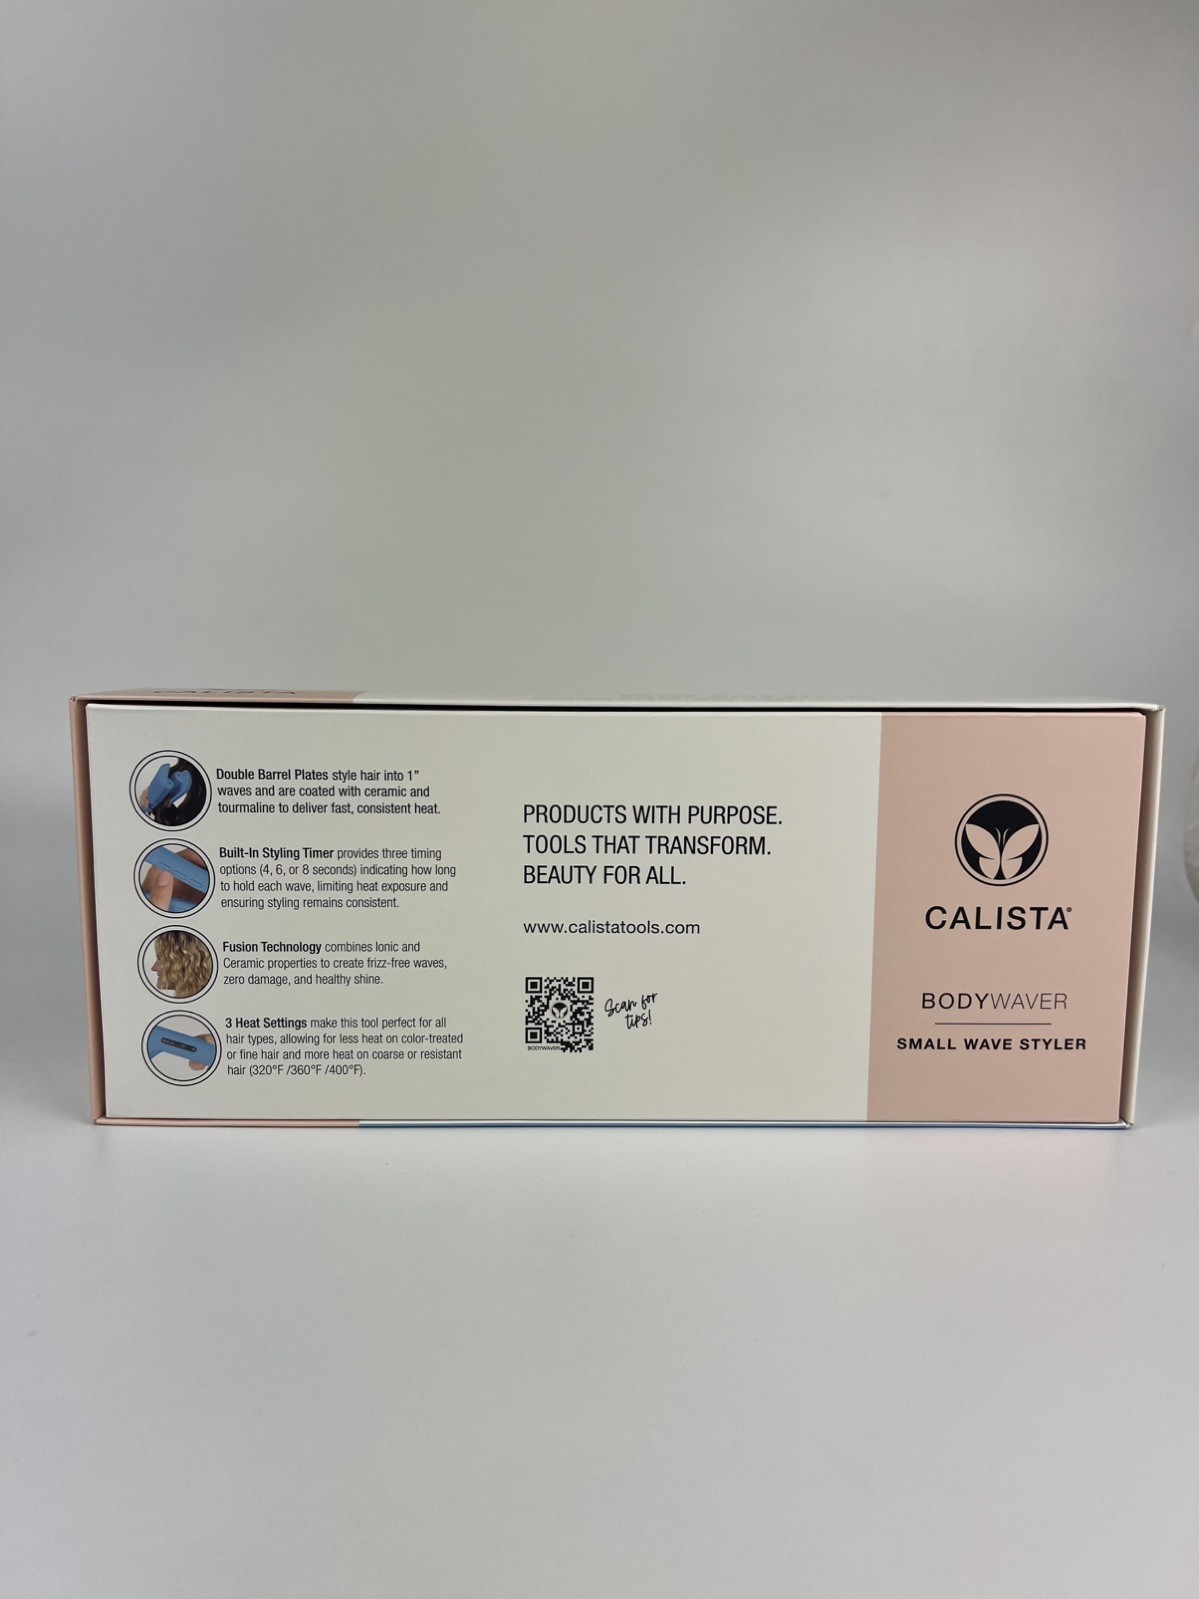 CALISTA
Double Barrel Plates style hair into 1"
waves and are coated with ceramic and
tourmaline to deliver fast, consistent heat.
Built-In Styling Timer provides three timing
options (4, 6, or 8 seconds) indicating how long
to hold each wave, limiting heat exposure and
ensuring styling remains consistent.
Fusion Technology combines Ionic and
Ceramic properties to create frizz-free waves,
zero damage, and healthy shine.
3 Heat Settings make this tool perfect for all
hair types, allowing for less heat on color-treated
or fine hair and more heat on coarse or resistant
hair (320°F /360°F /400°F).
PRODUCTS WITH PURPOSE.
TOOLS THAT TRANSFORM.
BEAUTY FOR ALL.
www.calistatools.com
Scan for
tips!
BODYWAVER
CALISTA®
BODYWAVER
SMALL WAVE STYLER